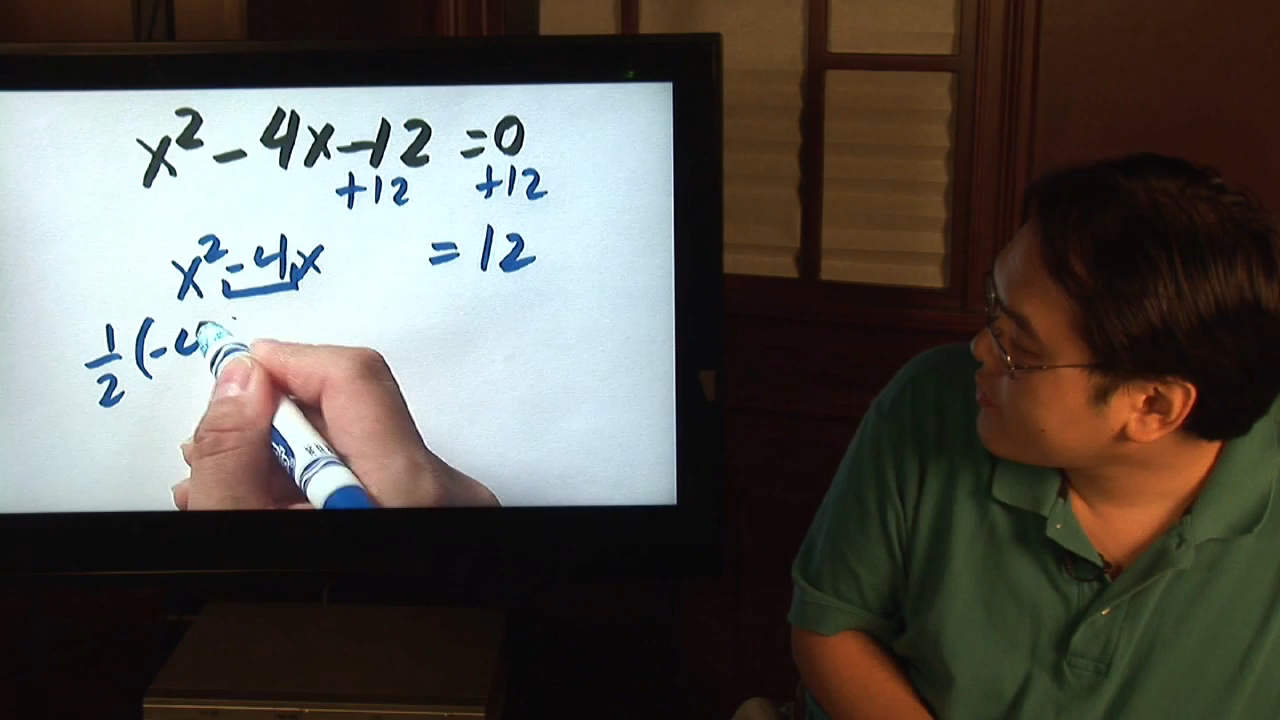 x² - 4x - 12 = 0
+12 +12
x² - 4x = 12
1/2 (-4